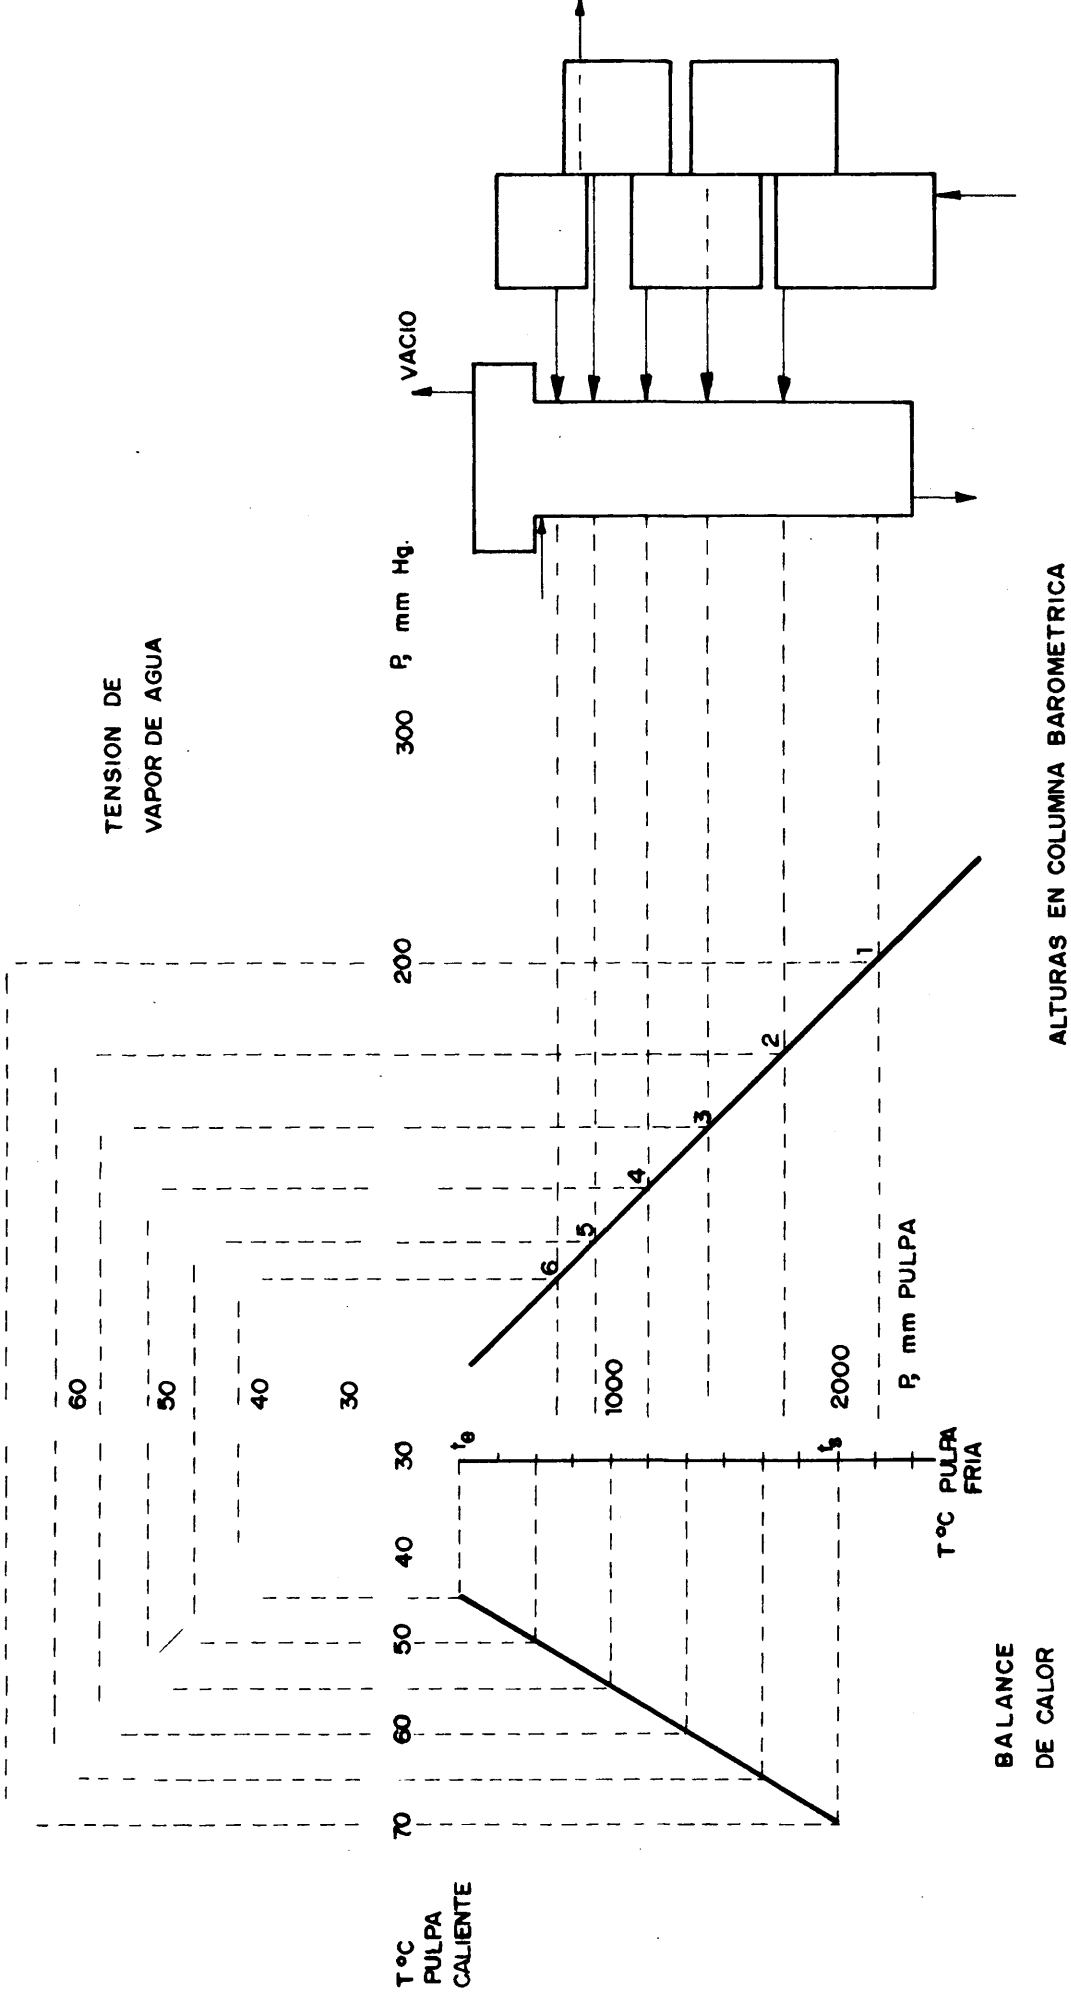 TENSION DE
VAPOR DE AGUA
60
50
40
30
T°C
PULPA
CALIENTE
70
60
50
40
30
200
300
P, mm Hg.
VACIO
te
ts
T°C PULPA
FRIA
1000
2000
P, mm PULPA
6
5
4
3
2
1
BALANCE
DE CALOR
ALTURAS EN COLUMNA BAROMETRICA